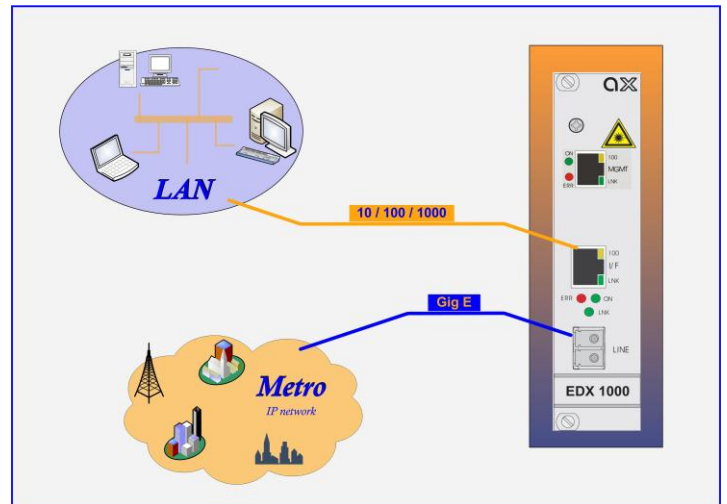 LAN
10 / 100 / 1000
Gig E
Metro
IP network
ax
ON
100
MGMT
ERR
LNK
100
I/F
LNK
ERR
ON
LNK
LINE
EDX 1000